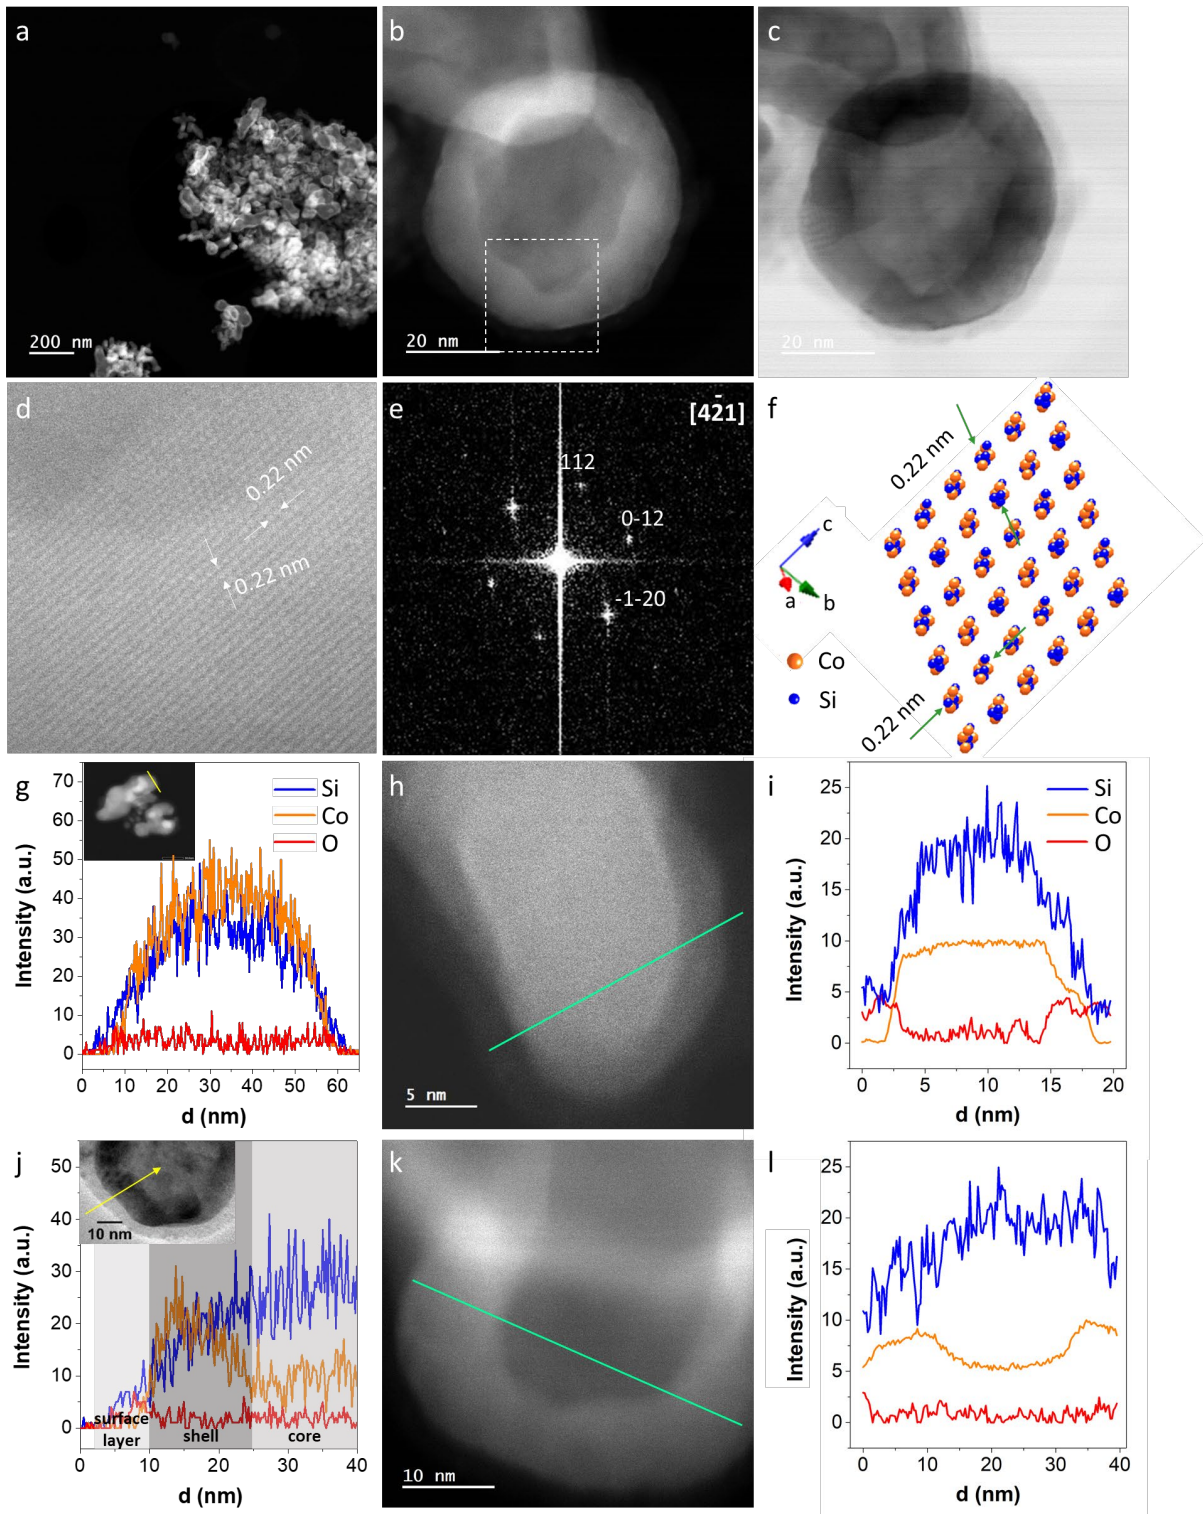 a
200 nm
b
20 nm
c
20 nm
d
0.22 nm
0.22 nm
e
[42̄1]
112
0-12
-1-20
f
0.22 nm
c
a
b
Co
Si
0.22 nm
g
Si
Co
O
70
60
50
40
30
20
10
0
Intensity (a.u.)
0 10 20 30 40 50 60
d (nm)
h
5 nm
i
Si
Co
O
25
20
15
10
5
0
Intensity (a.u.)
0 5 10 15 20
d (nm)
j
10 nm
50
40
30
20
10
0
Intensity (a.u.)
surface
layer
shell
core
0 10 20 30 40
d (nm)
k
10 nm
l
25
20
15
10
5
0
Intensity (a.u.)
0 10 20 30 40
d (nm)